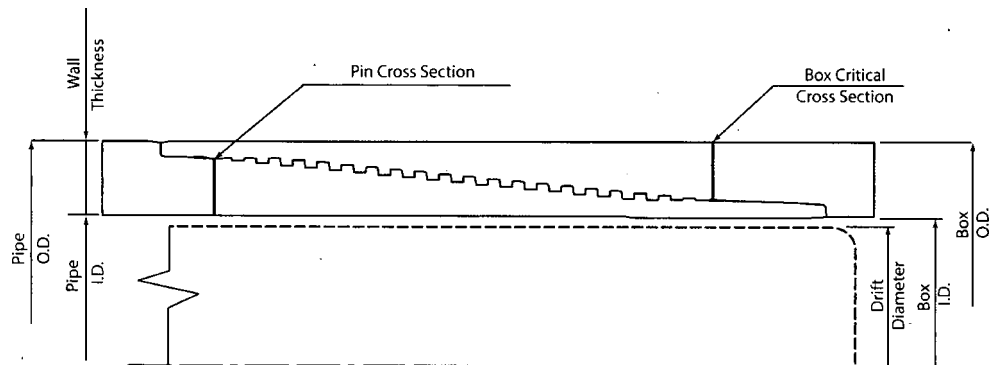 Wall
Thickness
Pin Cross Section
Box Critical
Cross Section
Pipe
O.D.
Pipe
I.D.
Drift
Diameter
Box
I.D.
Box
O.D.